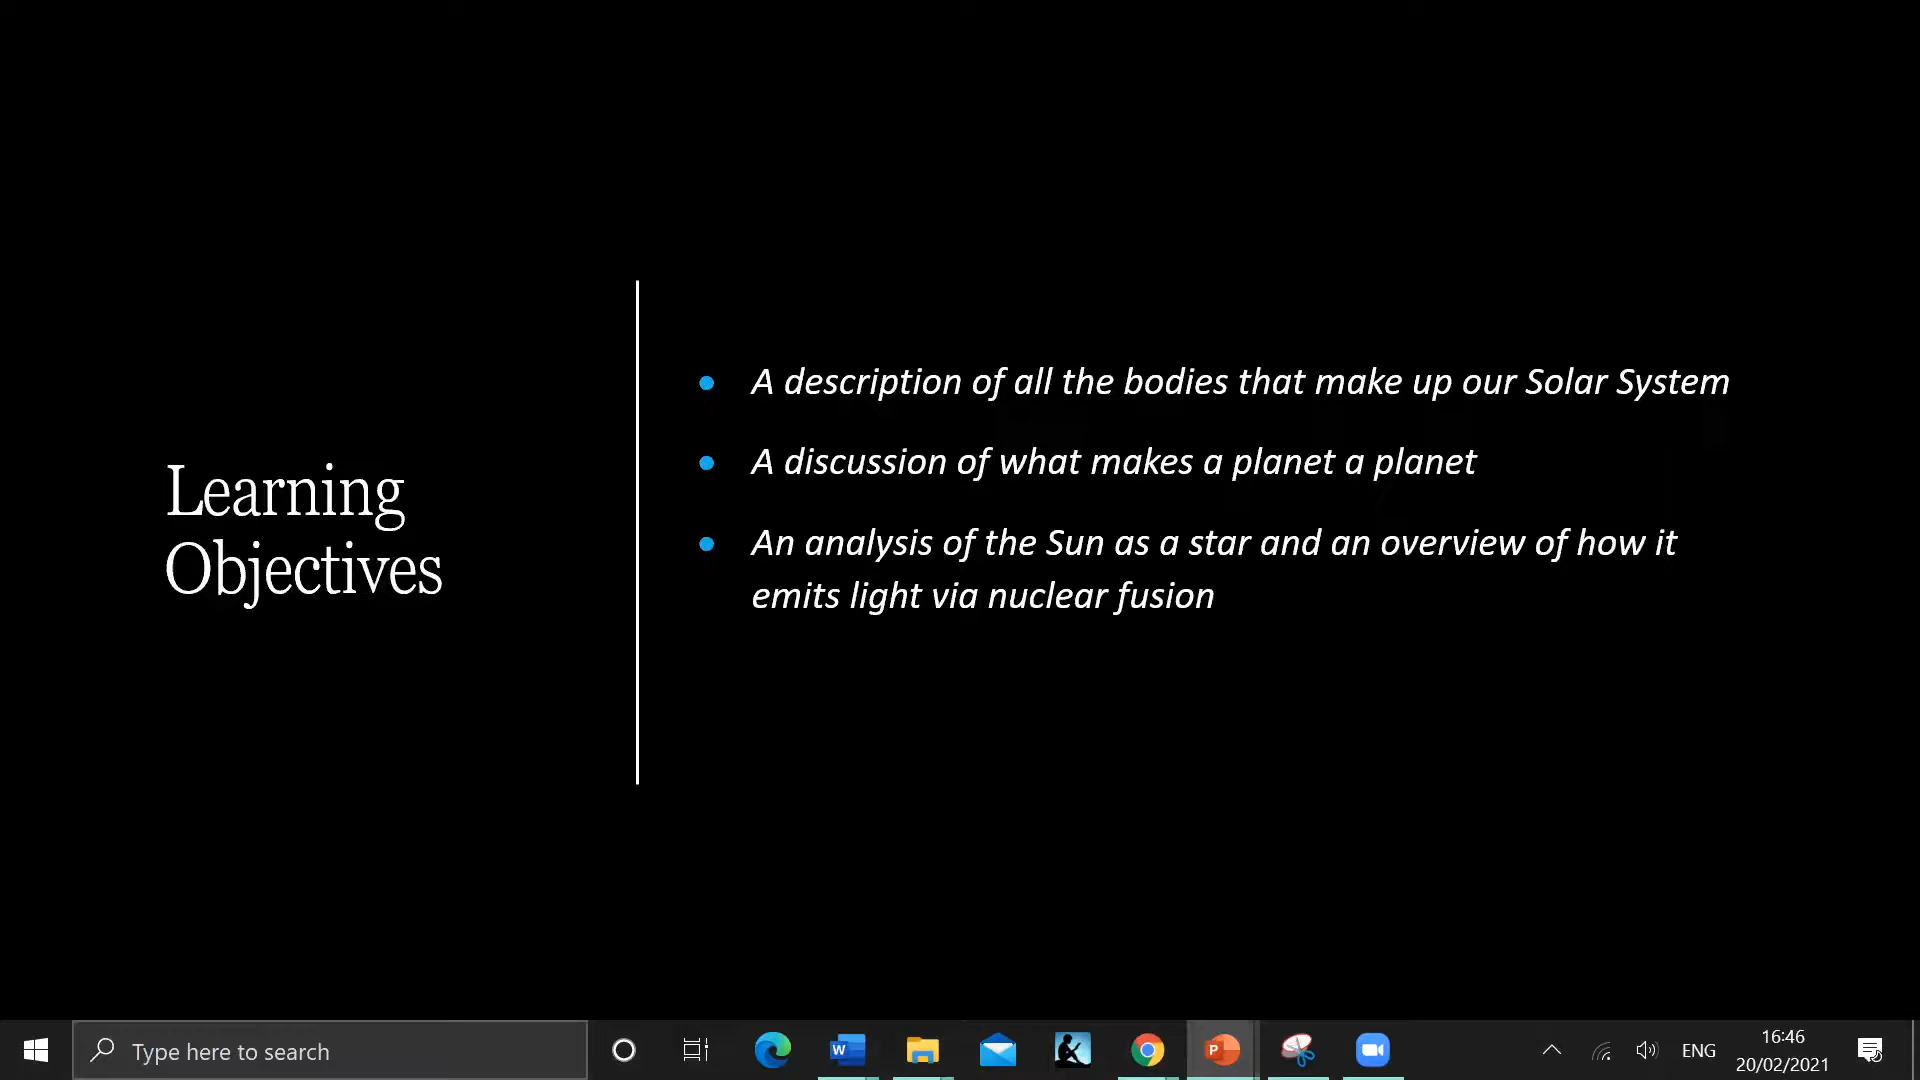 Learning
Objectives
A description of all the bodies that make up our Solar System
A discussion of what makes a planet a planet
An analysis of the Sun as a star and an overview of how it
emits light via nuclear fusion
Type here to search
W
P
ENG
16:46
20/02/2021